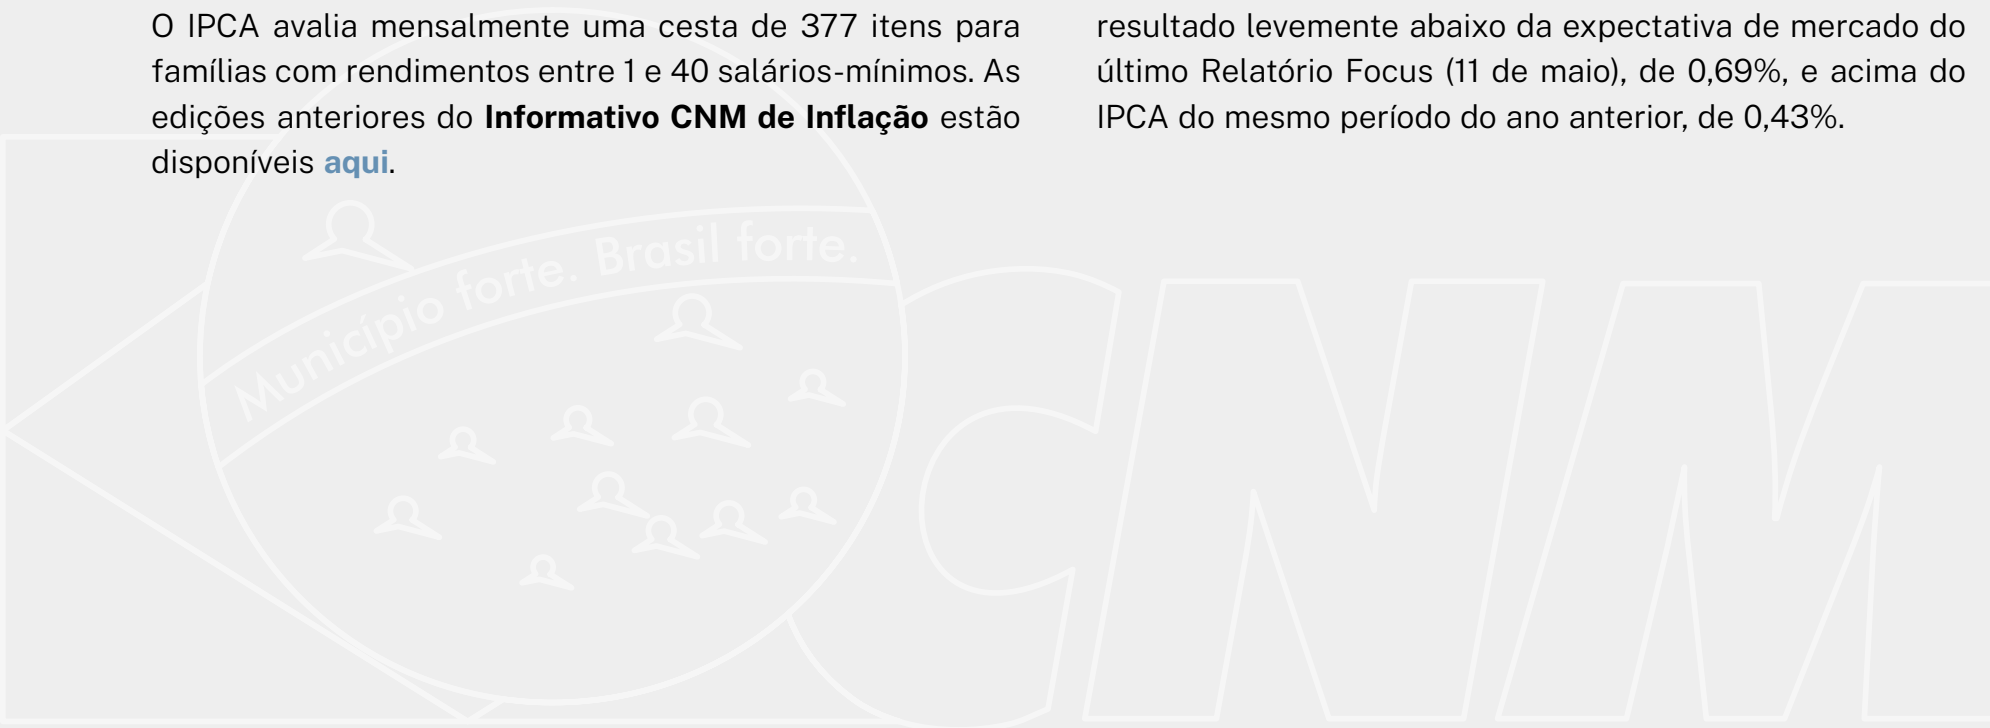 O IPCA avalia mensalmente uma cesta de 377 itens para
famílias com rendimentos entre 1 e 40 salários-mínimos. As
edições anteriores do Informativo CNM de Inflação estão
disponíveis aqui.
resultado levemente abaixo da expectativa de mercado do
último Relatório Focus (11 de maio), de 0,69%, e acima do
IPCA do mesmo período do ano anterior, de 0,43%.
Município forte. Brasil forte.
CNM